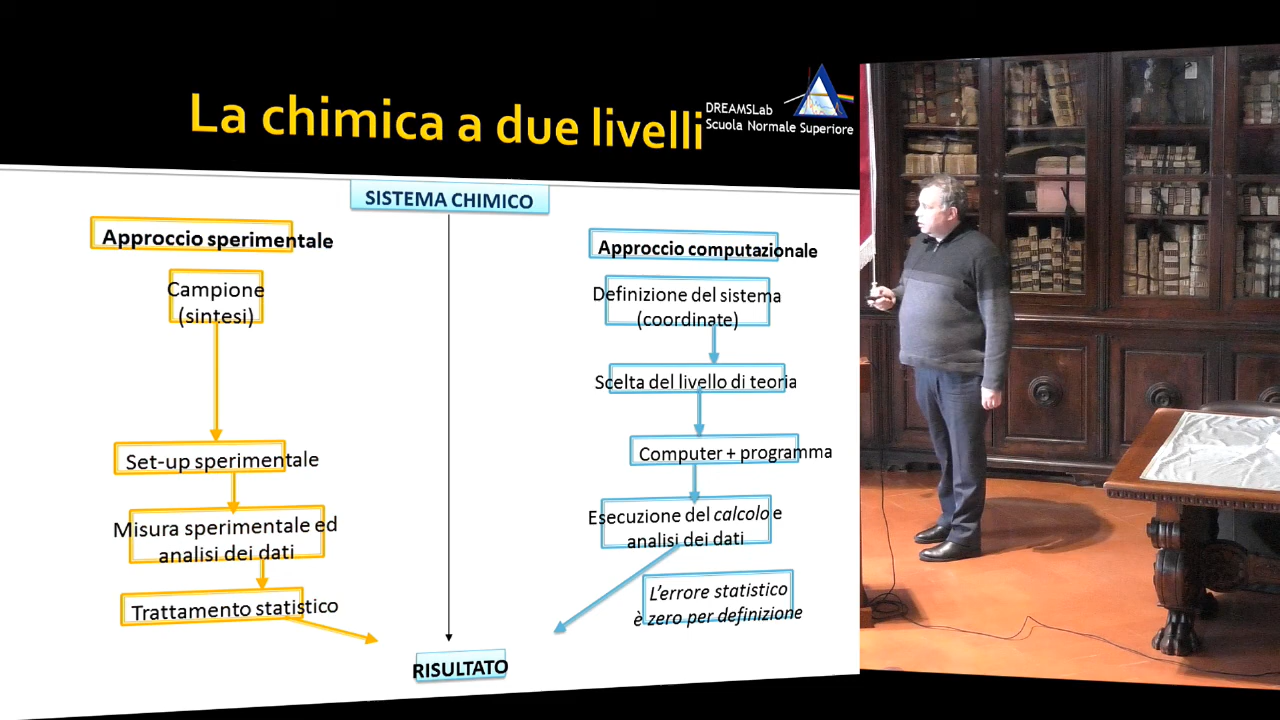 La chimica a due livelli
DREAMSLab
Scuola Normale Superiore
SISTEMA CHIMICO
Approccio sperimentale
Campione
(sintesi)
Set-up sperimentale
Misura sperimentale ed
analisi dei dati
Trattamento statistico
Approccio computazionale
Definizione del sistema
(coordinate)
Scelta del livello di teoria
Computer + programma
Esecuzione del calcolo e
analisi dei dati
L'errore statistico
è zero per definizione
RISULTATO